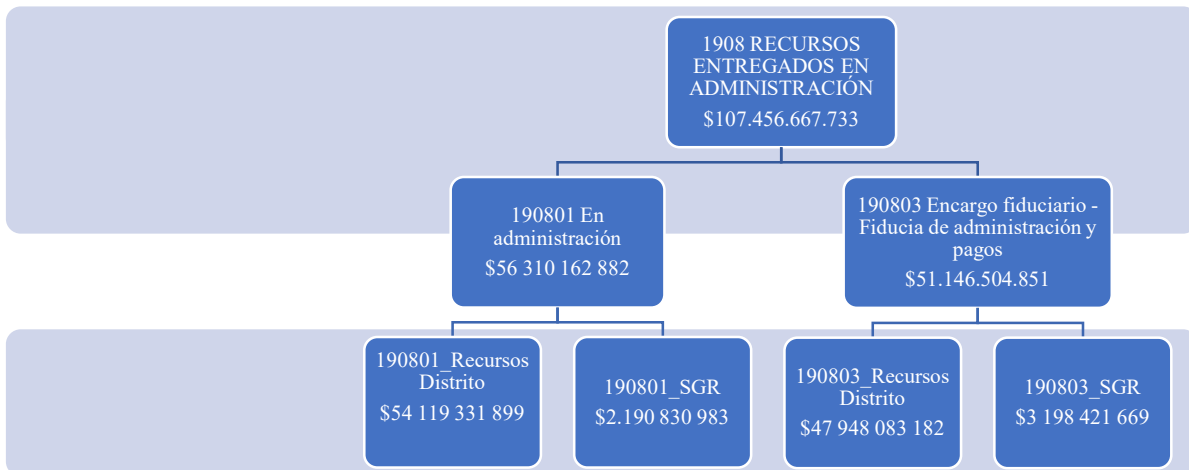 1908 RECURSOS
ENTREGADOS EN
ADMINISTRACIÓN
$107.456.667.733
190801 En
administración
$56 310 162 882
190803 Encargo fiduciario -
Fiducia de administración y
pagos
$51.146.504.851
190801_Recursos
Distrito
$54 119 331 899
190801_SGR
$2.190 830 983
190803_Recursos
Distrito
$47 948 083 182
190803_SGR
$3 198 421 669